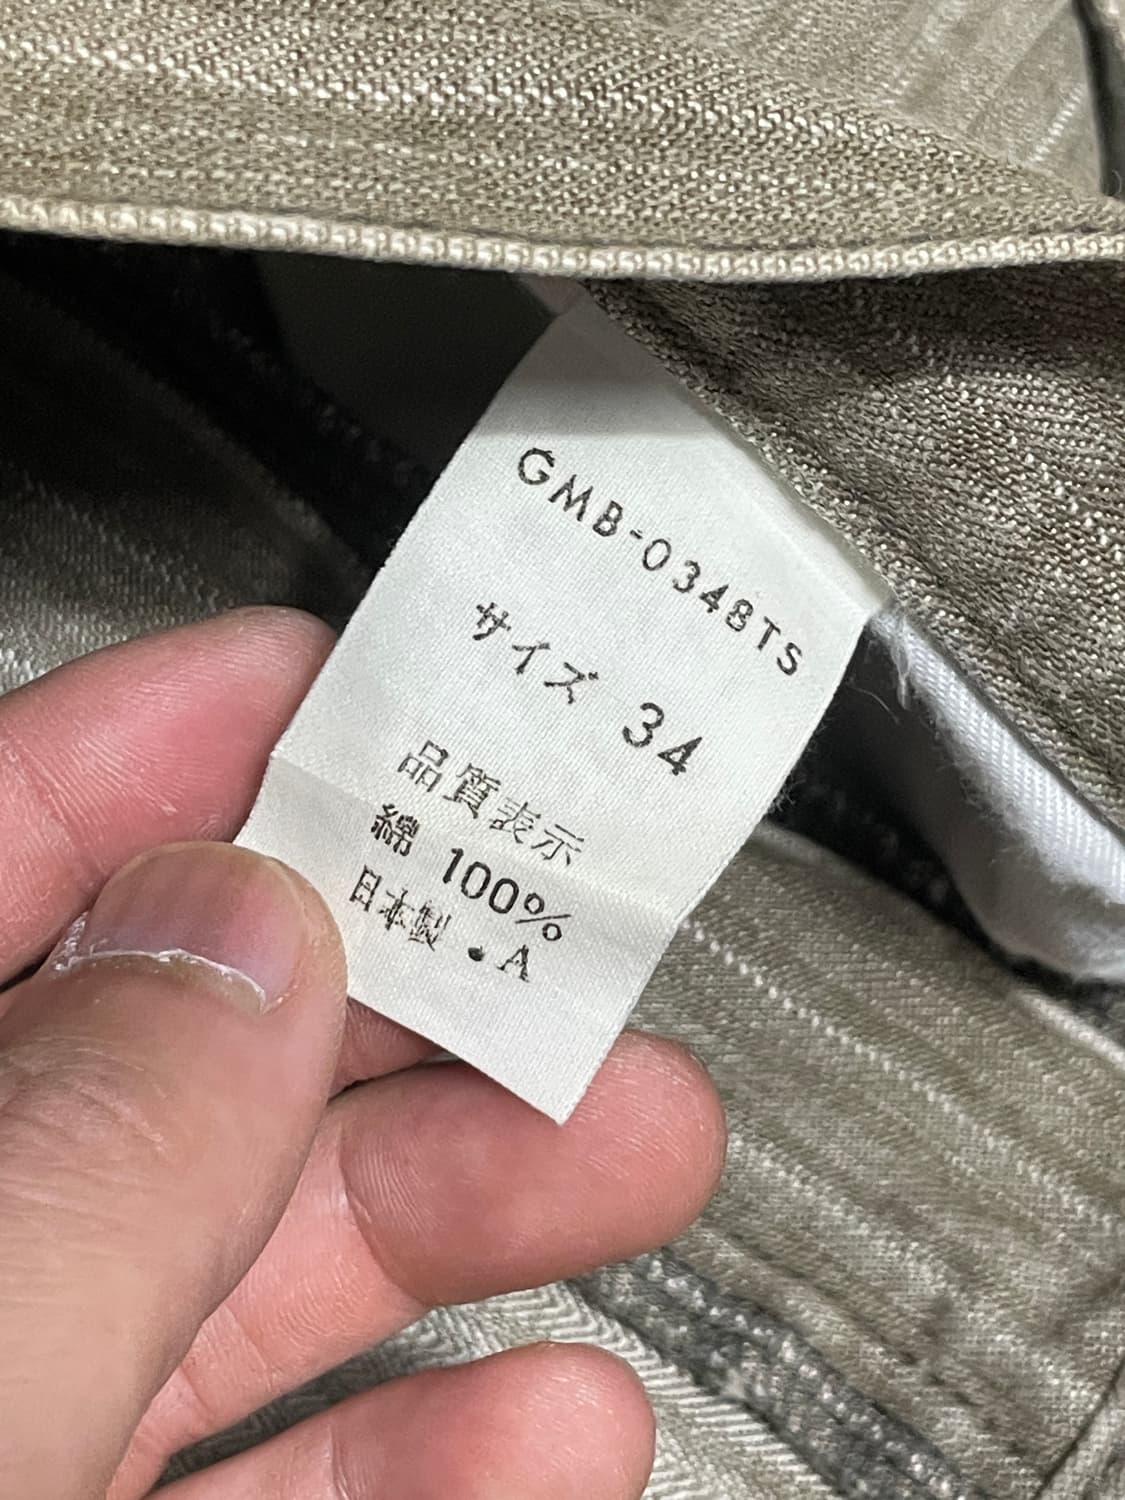 GMB-0348TS
サイズ 34
品質表示
綿 100%
日本製・A